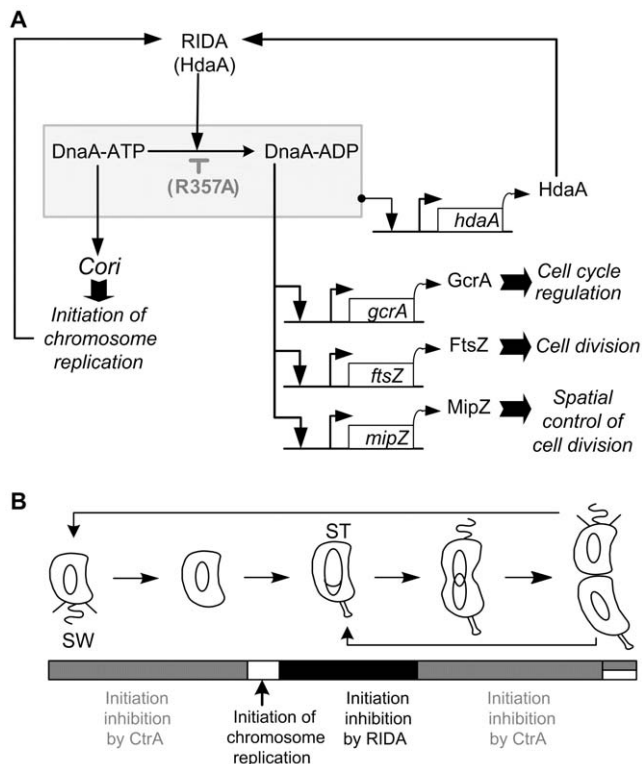 A
RIDA
(HdaA)
DnaA-ATP
DnaA-ADP
(R357A)
HdaA
hdaA
Cori
Initiation of
chromosome
replication
GcrA
Cell cycle
regulation
gcrA
FtsZ
Cell division
ftsZ
MipZ
Spatial
control of
cell division
mipZ
B
ST
SW
Initiation
inhibition
by CtrA
Initiation of
chromosome
replication
Initiation
inhibition
by RIDA
Initiation
inhibition
by CtrA